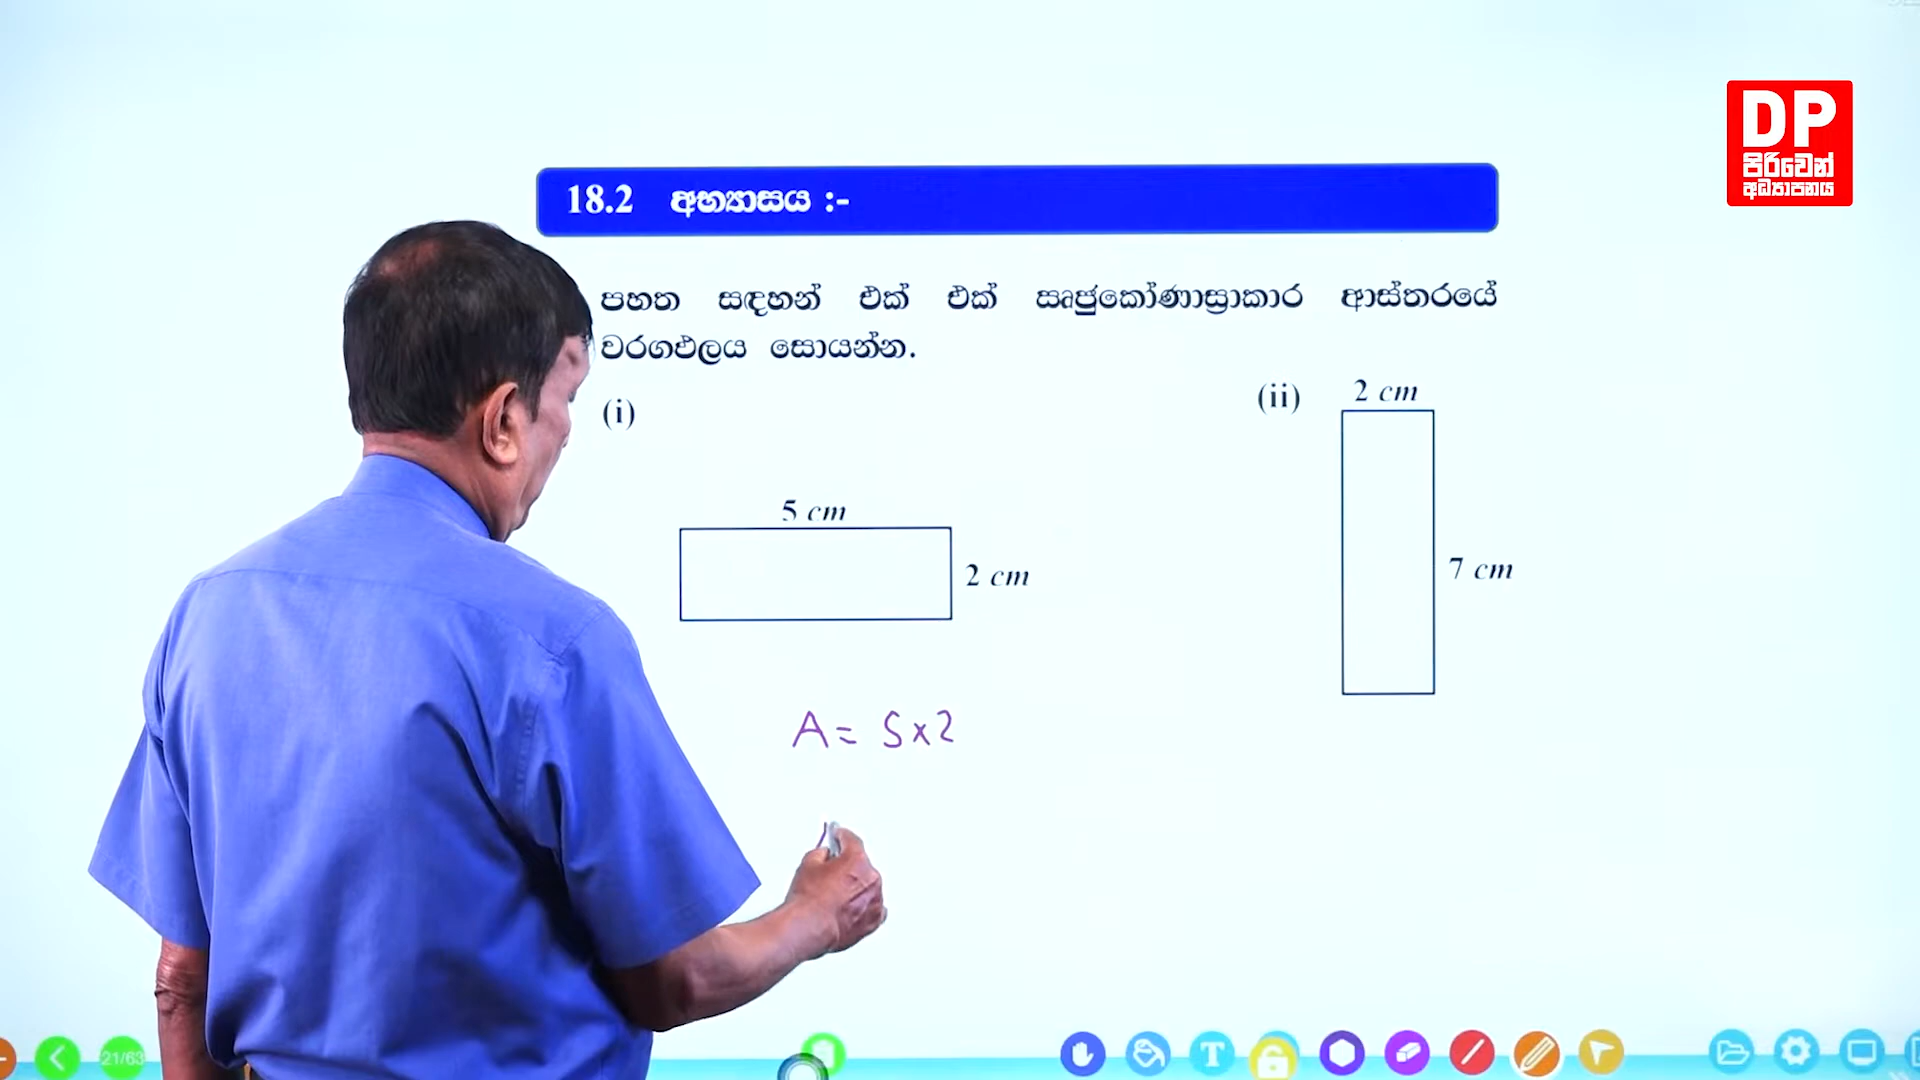 DP
පිරිවෙන්
අධ්‍යාපනය
18.2 අභ්‍යාසය :-
පහත සඳහන් එක් එක් සෘජුකෝණාස්‍රාකාර ආස්තරයේ
වර්ගඵලය සොයන්න.
(i)
5 cm
2 cm
(ii)
2 cm
7 cm
A = 5 x 2
21/63
T